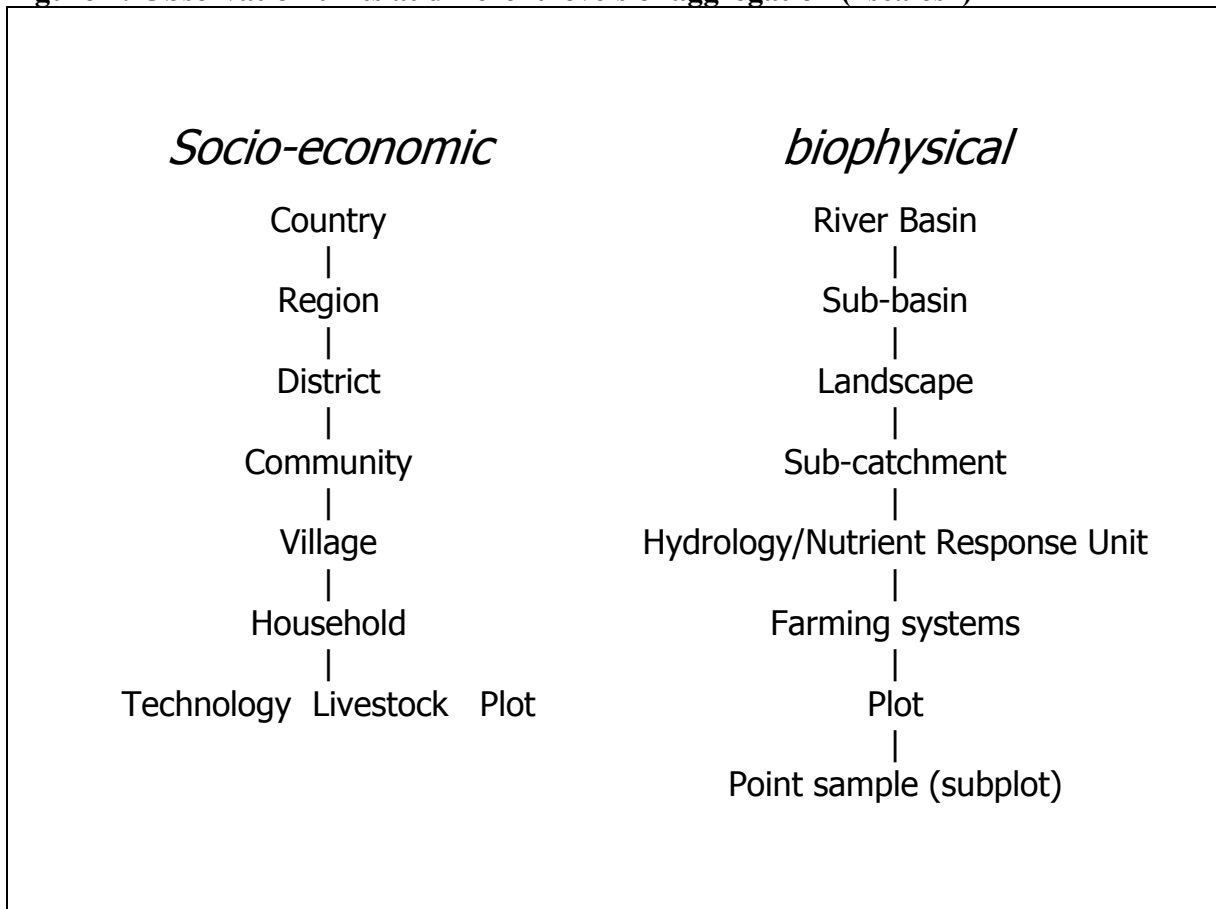 Socio-economic
Country
|
Region
|
District
|
Community
|
Village
|
Household
|
Technology Livestock Plot
biophysical
River Basin
|
Sub-basin
|
Landscape
|
Sub-catchment
|
Hydrology/Nutrient Response Unit
|
Farming systems
|
Plot
|
Point sample (subplot)